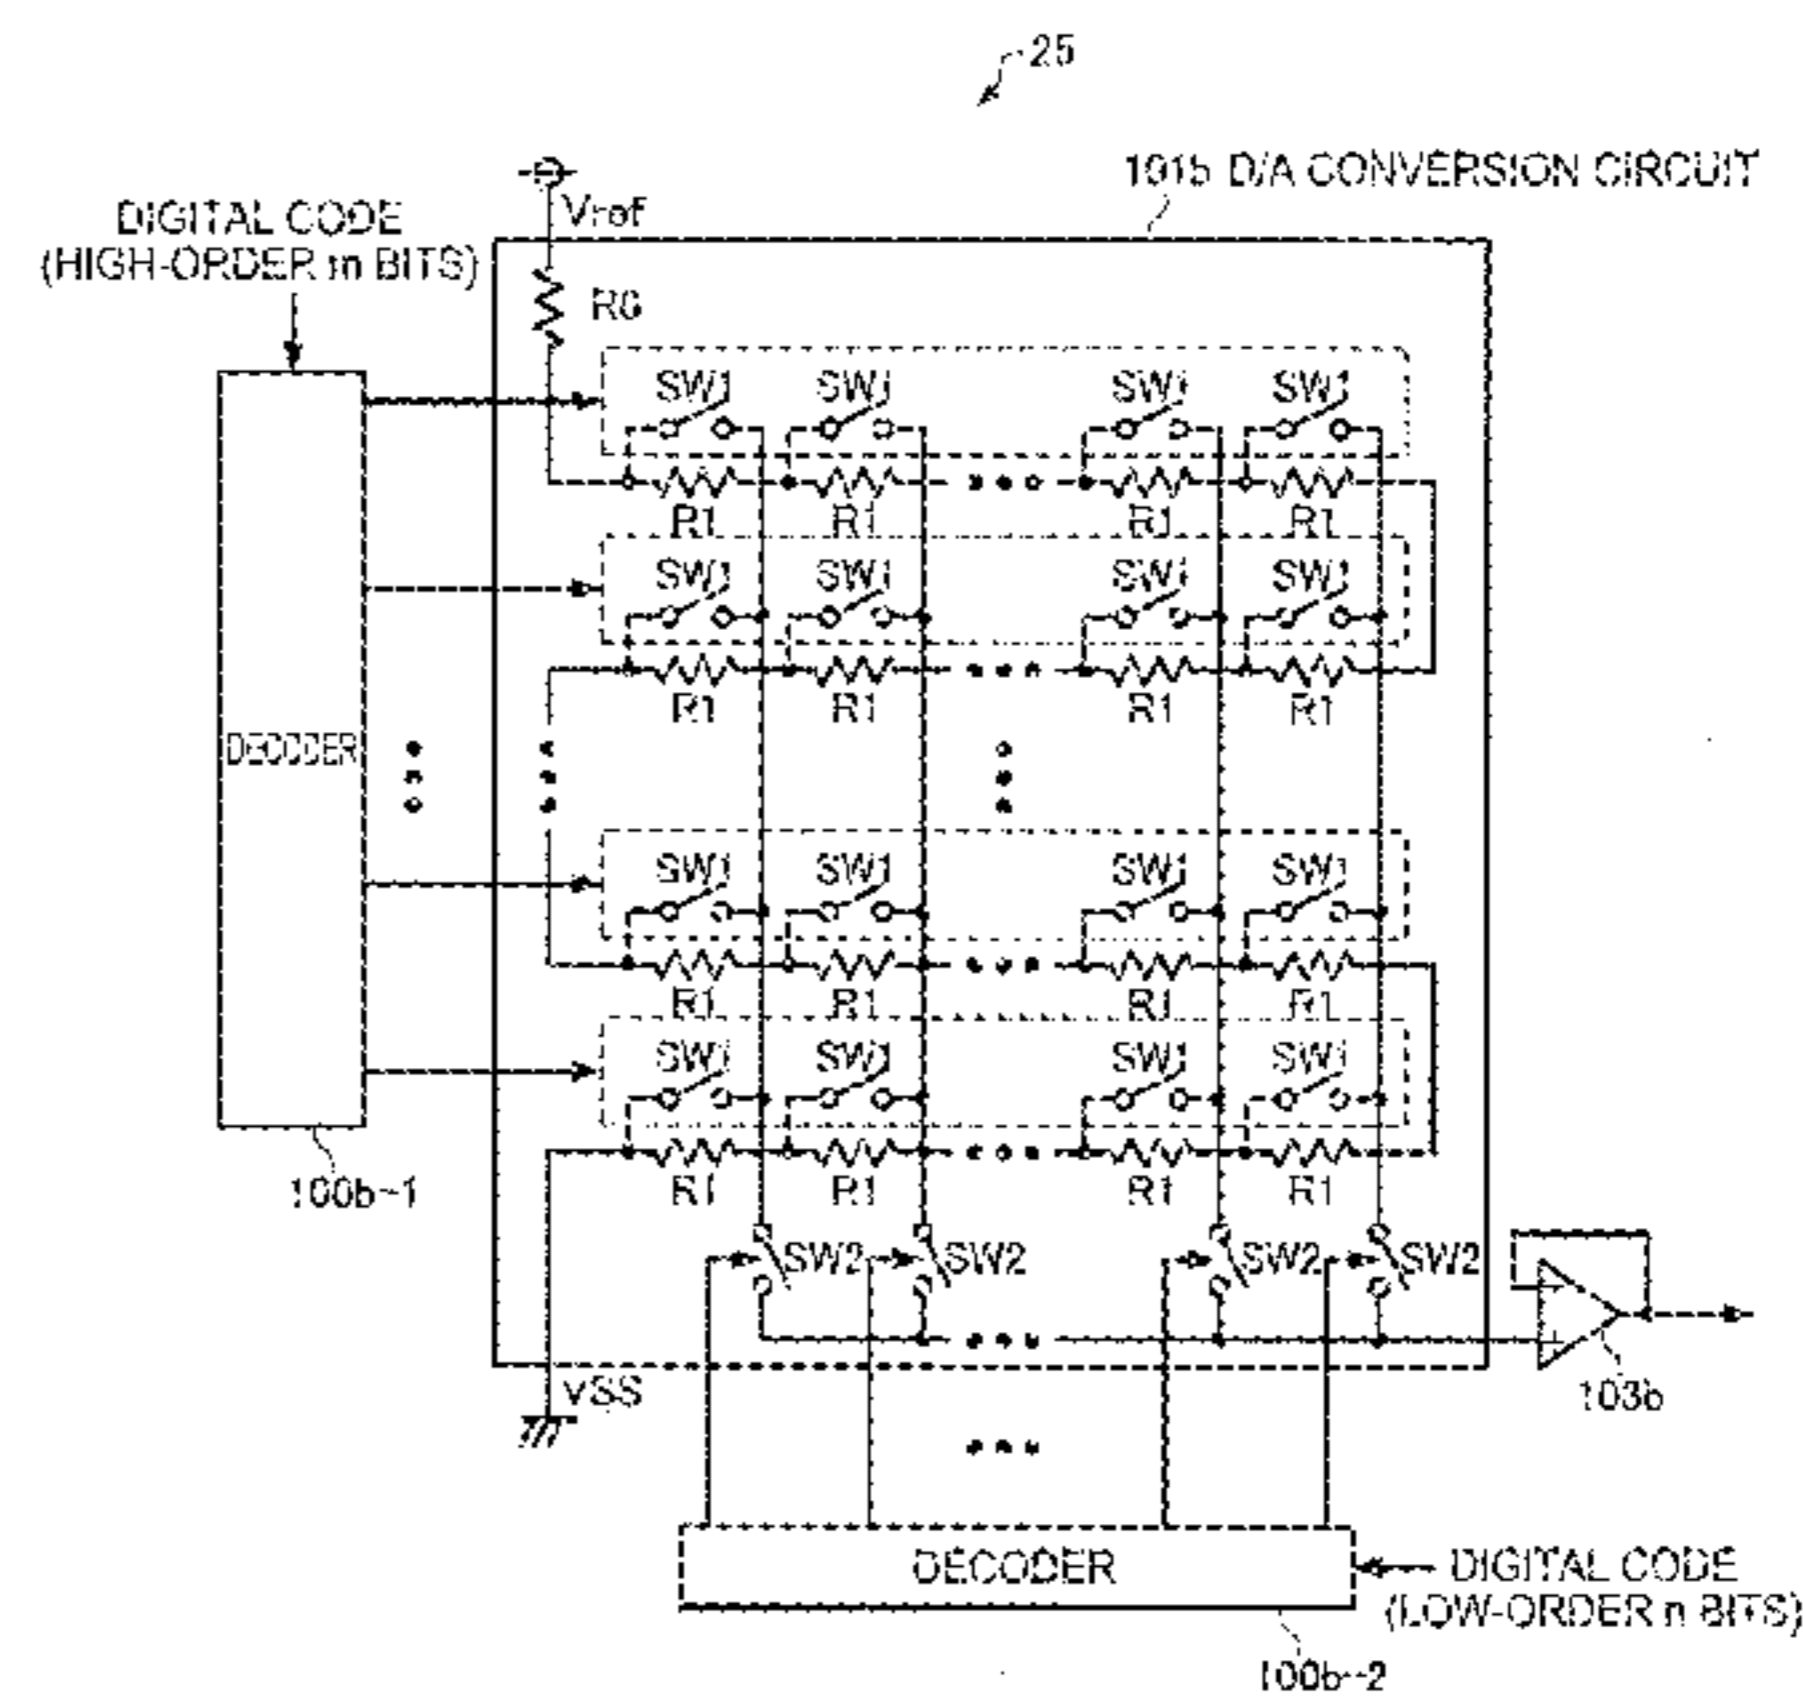 25
101b D/A CONVERSION CIRCUIT
Vref
DIGITAL CODE
(HIGH-ORDER m BITS)
R0
SW1 SW1 SW1 SW1
R1 R1 R1 R1
SW1 SW1 SW1 SW1
R1 R1 R1 R1
DECODER
SW1 SW1 SW1 SW1
R1 R1 R1 R1
SW1 SW1 SW1 SW1
R1 R1 R1 R1
100b-1
SW2 SW2 SW2 SW2
VSS
103b
DECODER
DIGITAL CODE
(LOW-ORDER n BITS)
100b-2